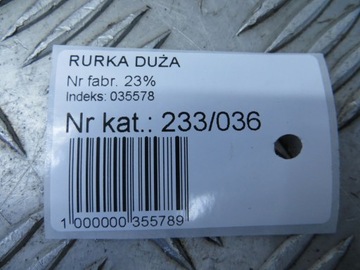 RURKA DUŻA
Nr fabr. 23%
Indeks: 035578
Nr kat.: 233/036
1 000000 355789